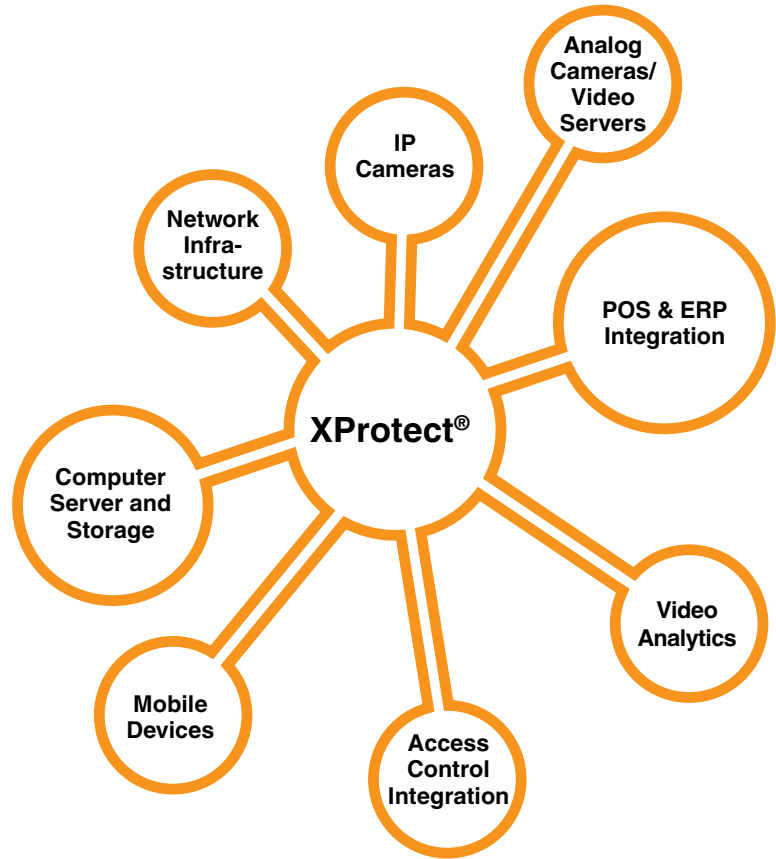 Analog
Cameras/
Video
Servers
IP
Cameras
Network
Infra-
structure
POS & ERP
Integration
XProtect®
Computer
Server and
Storage
Video
Analytics
Mobile
Devices
Access
Control
Integration